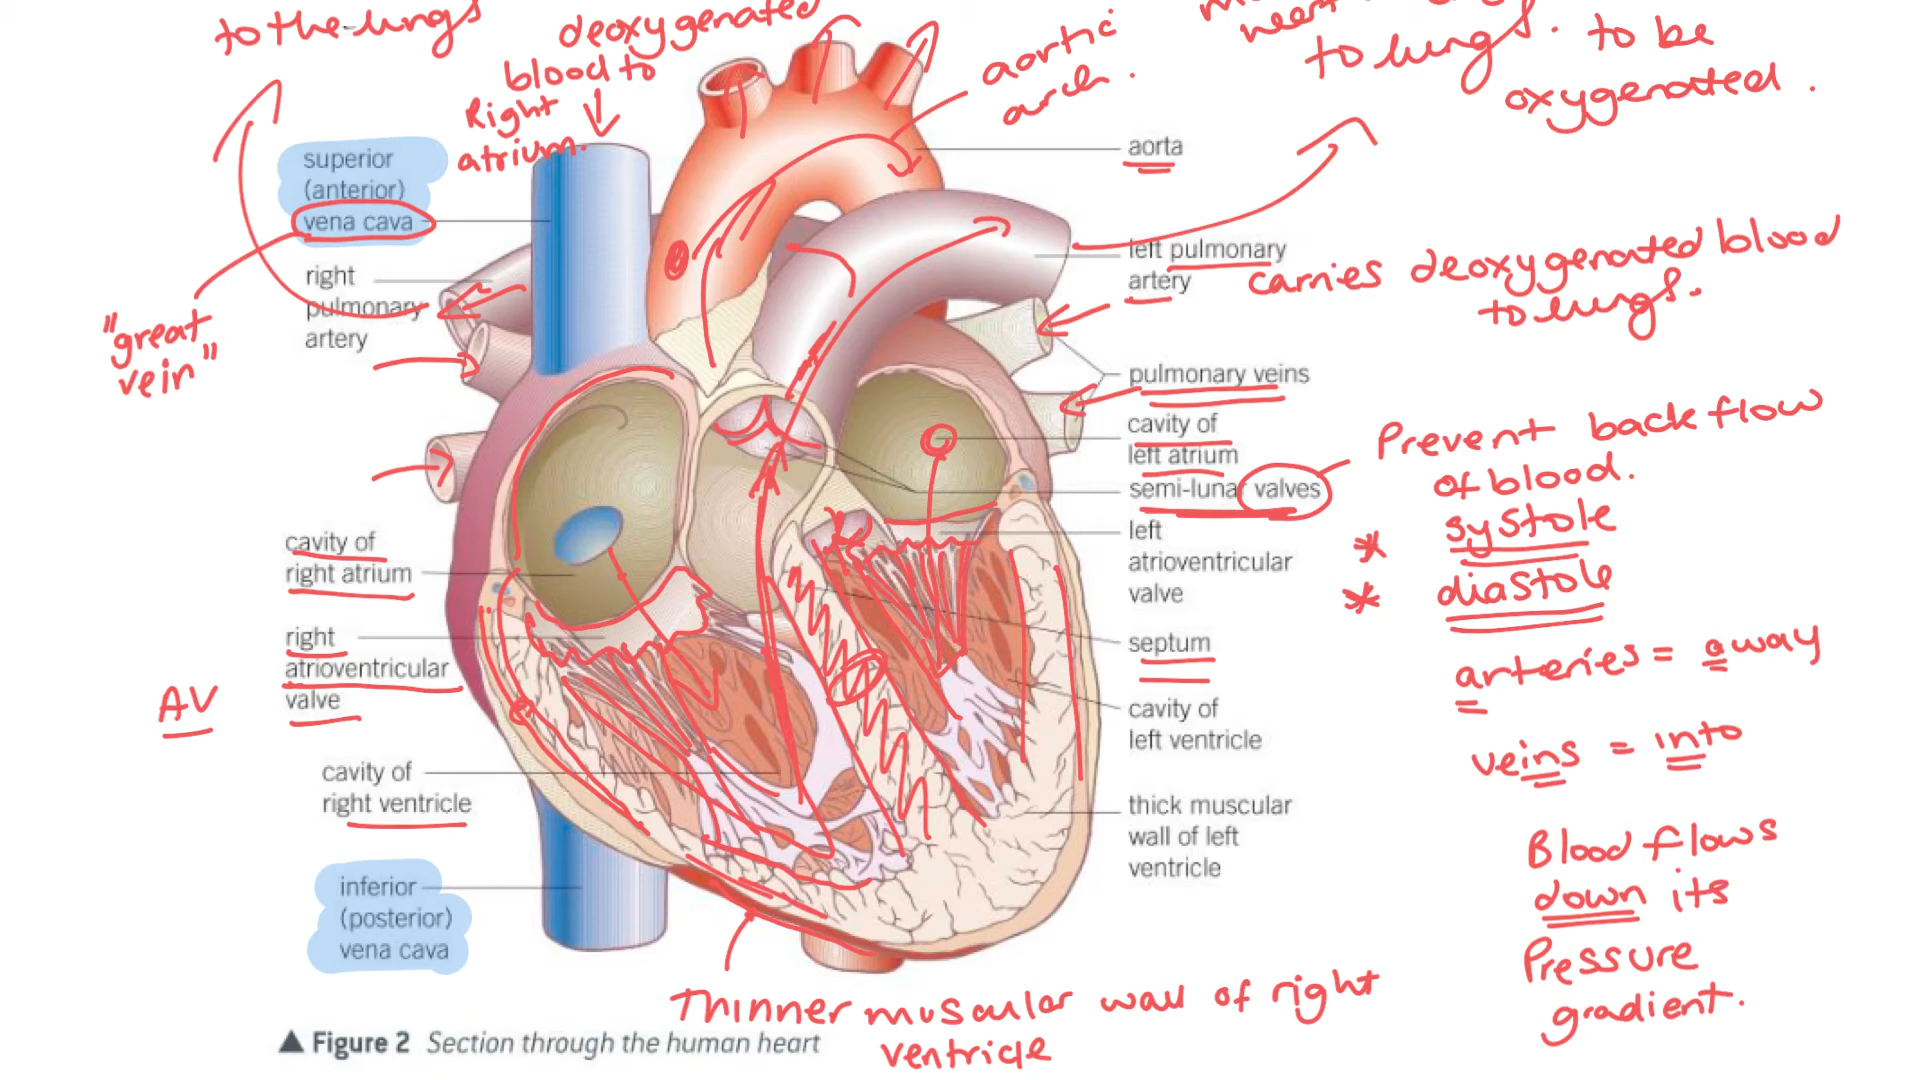 to the lungs
deoxygenated
blood to
Right
atrium.
aortic
arch.
to lungs. to be
oxygenated.
superior
(anterior)
vena cava
right
pulmonary
artery
"great
vein"
cavity of
right atrium
right
atrioventricular
valve
AV
cavity of
right ventricle
inferior
(posterior)
vena cava
aorta
left pulmonary
artery
carries deoxygenated blood
to lungs.
pulmonary veins
cavity of
left atrium
semi-lunar valves
left
atrioventricular
valve
septum
cavity of
left ventricle
thick muscular
wall of left
ventricle
Prevent back flow
of blood.
* systole
* diastole
arteries = away
veins = into
Blood flows
down its
Pressure
gradient.
Thinner muscular wall of right
ventricle
▲ Figure 2 Section through the human heart